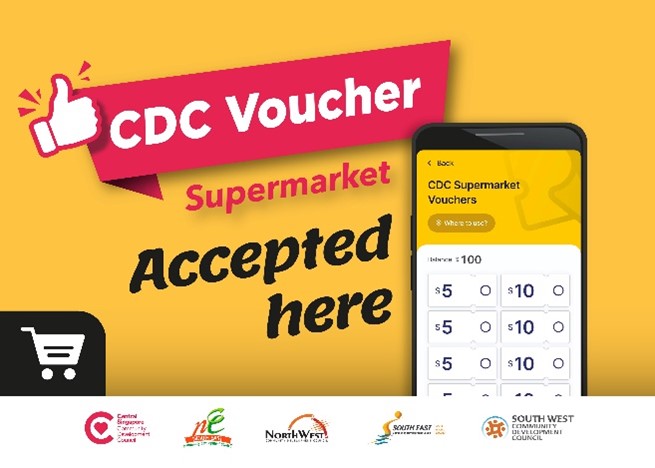 CDC Voucher
Supermarket
Accepted
here
< Back
CDC Supermarket
Vouchers
Where to use?
Balance $ 100
$5 $10
$5 $10
$5 $10
Central
Singapore
Community
Development
Council
NORTHWEST
SOUTH EAST
SOUTH WEST
COMMUNITY
DEVELOPMENT
COUNCIL